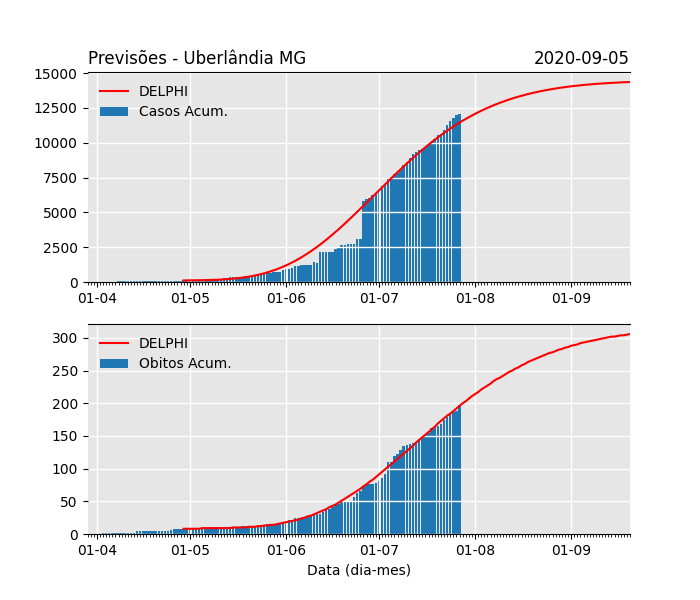 Previsões - Uberlândia MG 2020-09-05
15000
12500
10000
7500
5000
2500
0
DELPHI
Casos Acum.
01-04 01-05 01-06 01-07 01-08 01-09
300
250
200
150
100
50
0
DELPHI
Obitos Acum.
01-04 01-05 01-06 01-07 01-08 01-09
Data (dia-mes)